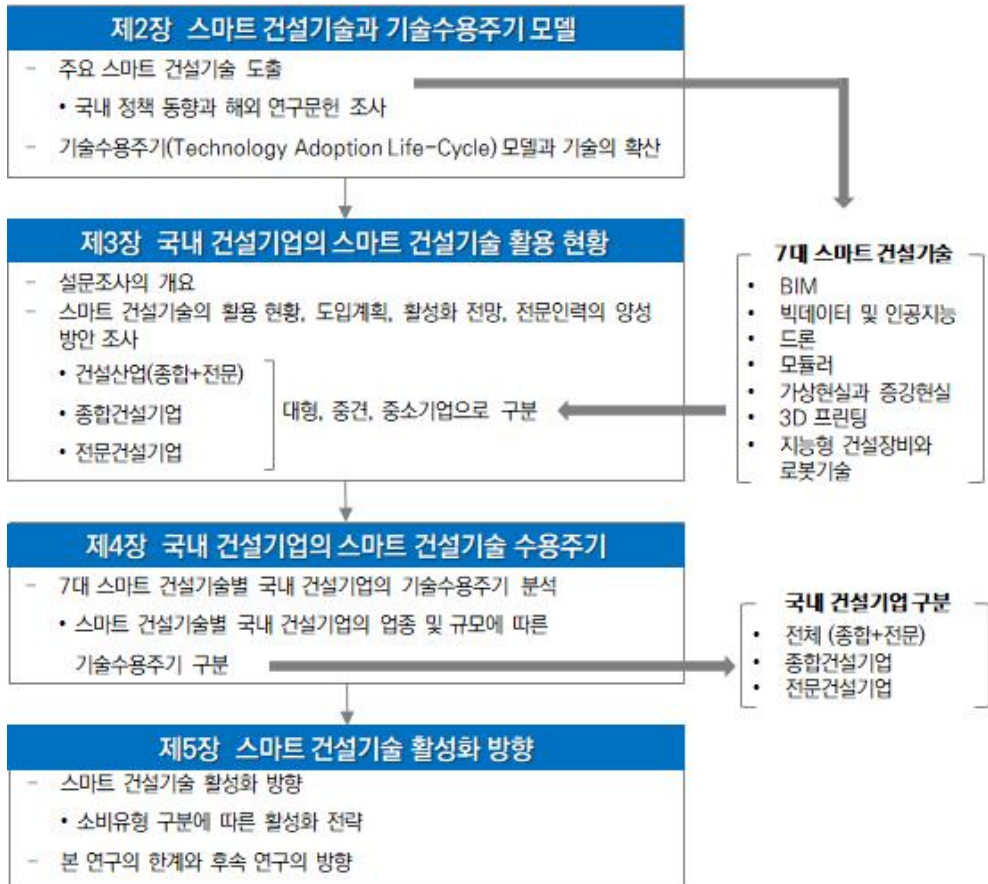 제2장 스마트 건설기술과 기술수용주기 모델
- 주요 스마트 건설기술 도출
• 국내 정책 동향과 해외 연구문헌 조사
- 기술수용주기(Technology Adoption Life-Cycle) 모델과 기술의 확산
제3장 국내 건설기업의 스마트 건설기술 활용 현황
- 설문조사의 개요
- 스마트 건설기술의 활용 현황, 도입계획, 활성화 전망, 전문인력의 양성
방안 조사
• 건설산업(종합+전문)
• 종합건설기업
• 전문건설기업
대형, 중견, 중소기업으로 구분
7대 스마트 건설기술
• BIM
• 빅데이터 및 인공지능
• 드론
• 모듈러
• 가상현실과 증강현실
• 3D 프린팅
• 지능형 건설장비와
로봇기술
제4장 국내 건설기업의 스마트 건설기술 수용주기
- 7대 스마트 건설기술별 국내 건설기업의 기술수용주기 분석
• 스마트 건설기술별 국내 건설기업의 업종 및 규모에 따른
기술수용주기 구분
국내 건설기업 구분
• 전체 (종합+전문)
• 종합건설기업
• 전문건설기업
제5장 스마트 건설기술 활성화 방향
- 스마트 건설기술 활성화 방향
• 소비유형 구분에 따른 활성화 전략
- 본 연구의 한계와 후속 연구의 방향